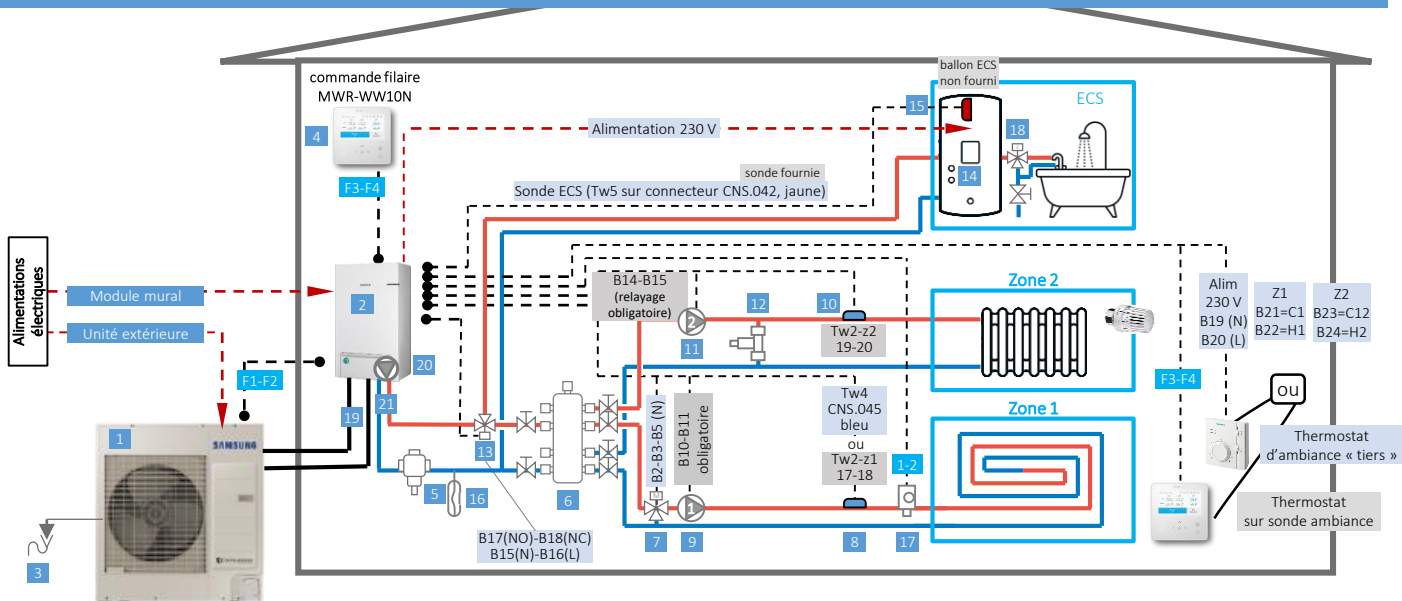 commande filaire
MWR-WW10N
4
F3-F4
Alimentation 230 V
ballon ECS
non fourni
15
ECS
18
14
sonde fournie
Sonde ECS (Tw5 sur connecteur CNS.042, jaune)
Alimentations
électriques
Module mural
Unité extérieure
2
20
F1-F2
19
21
1
SAMSUNG
3
B14-B15
(relayage
obligatoire)
2
11
12
10
Tw2-z2
19-20
Zone 2
Alim
230 V
B19 (N)
B20 (L)
Z1
B21=C1
B22=H1
Z2
B23=C12
B24=H2
F3-F4
13
5
16
6
B2-B3-B5 (N)
B10-B11
obligatoire
Tw4
CNS.045
bleu
ou
Tw2-z1
17-18
1-2
Zone 1
ou
Thermostat
d’ambiance « tiers »
Thermostat
sur sonde ambiance
B17(NO)-B18(NC)
B15(N)-B16(L)
7
1
9
8
17